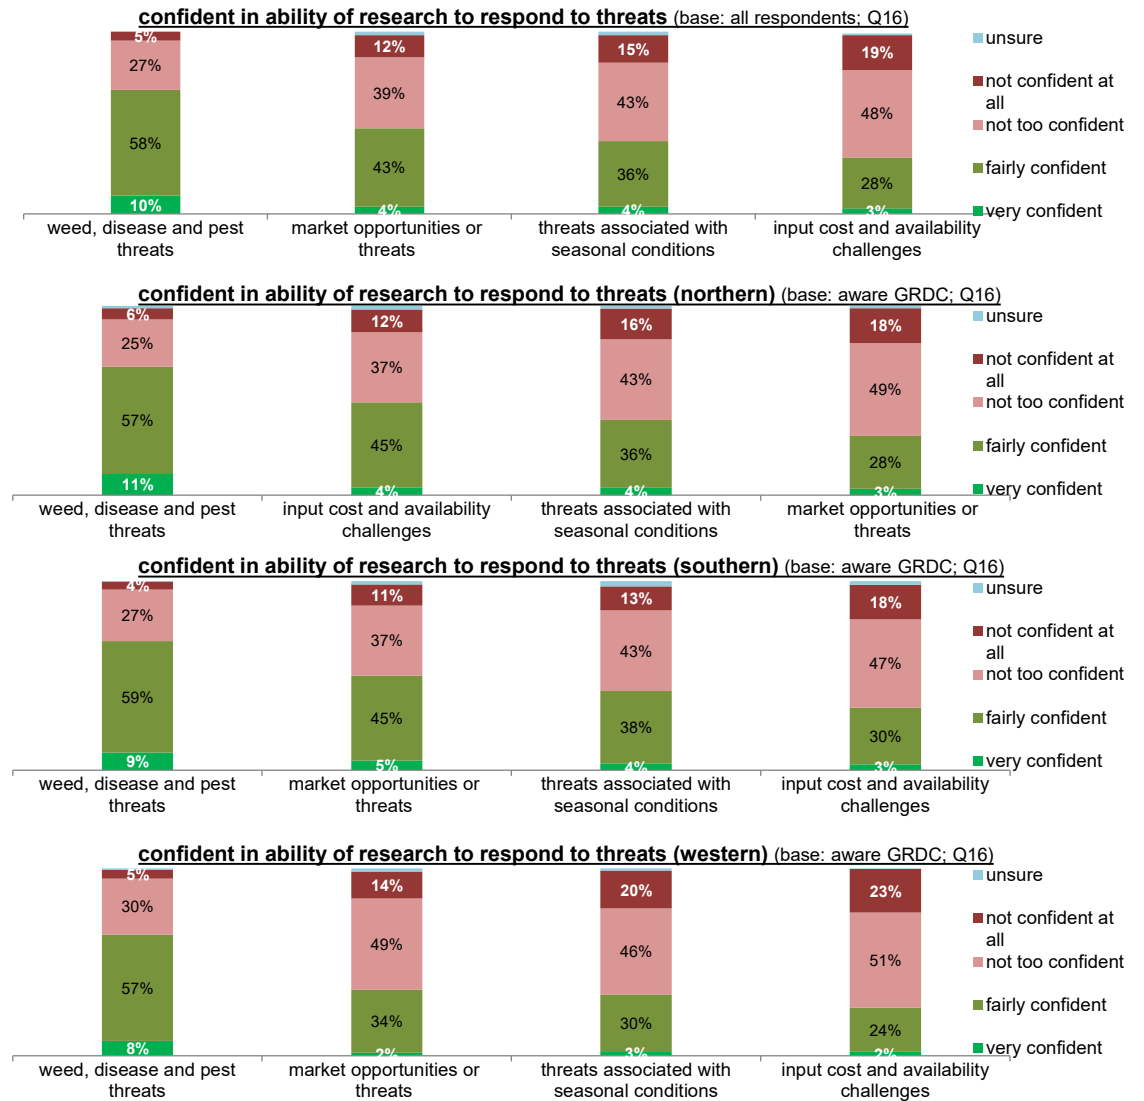 confident in ability of research to respond to threats (base: all respondents; Q16)
5% 12% 15% 19%
27% 39% 43% 48%
58% 43% 36% 28%
10% 4% 4% 3%
weed, disease and pest threats
market opportunities or threats
threats associated with seasonal conditions
input cost and availability challenges
unsure
not confident at
all
not too confident
fairly confident
very confident
confident in ability of research to respond to threats (northern) (base: aware GRDC; Q16)
6% 12% 16% 18%
25% 37% 43% 49%
57% 45% 36% 28%
11% 4% 4% 3%
weed, disease and pest threats
input cost and availability challenges
threats associated with seasonal conditions
market opportunities or threats
unsure
not confident at
all
not too confident
fairly confident
very confident
confident in ability of research to respond to threats (southern) (base: aware GRDC; Q16)
4% 11% 13% 18%
27% 37% 43% 47%
59% 45% 38% 30%
9% 5% 4% 3%
weed, disease and pest threats
market opportunities or threats
threats associated with seasonal conditions
input cost and availability challenges
unsure
not confident at
all
not too confident
fairly confident
very confident
confident in ability of research to respond to threats (western) (base: aware GRDC; Q16)
5% 14% 20% 23%
30% 49% 46% 51%
57% 34% 30% 24%
8% 2% 3% 2%
weed, disease and pest threats
market opportunities or threats
threats associated with seasonal conditions
input cost and availability challenges
unsure
not confident at
all
not too confident
fairly confident
very confident